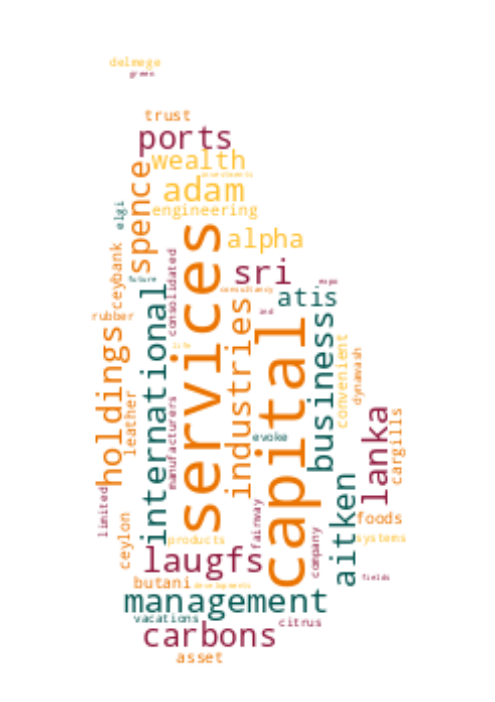 delmege
green
trust
ports
wealth
investments
adam
spence
engineering
elgi
services
alpha
sri
future
consolidated
ceybank
consultancy
expo
atis
international
industries
rubber
ind
capital
business
holdings
life
convenient
dynawash
leather
manufacturers
evoke
lanka
cargills
aitken
limited
ceylon
fairway
foods
company
products
systems
laugfs
butani
developments
fields
management
vacations
citrus
carbons
asset